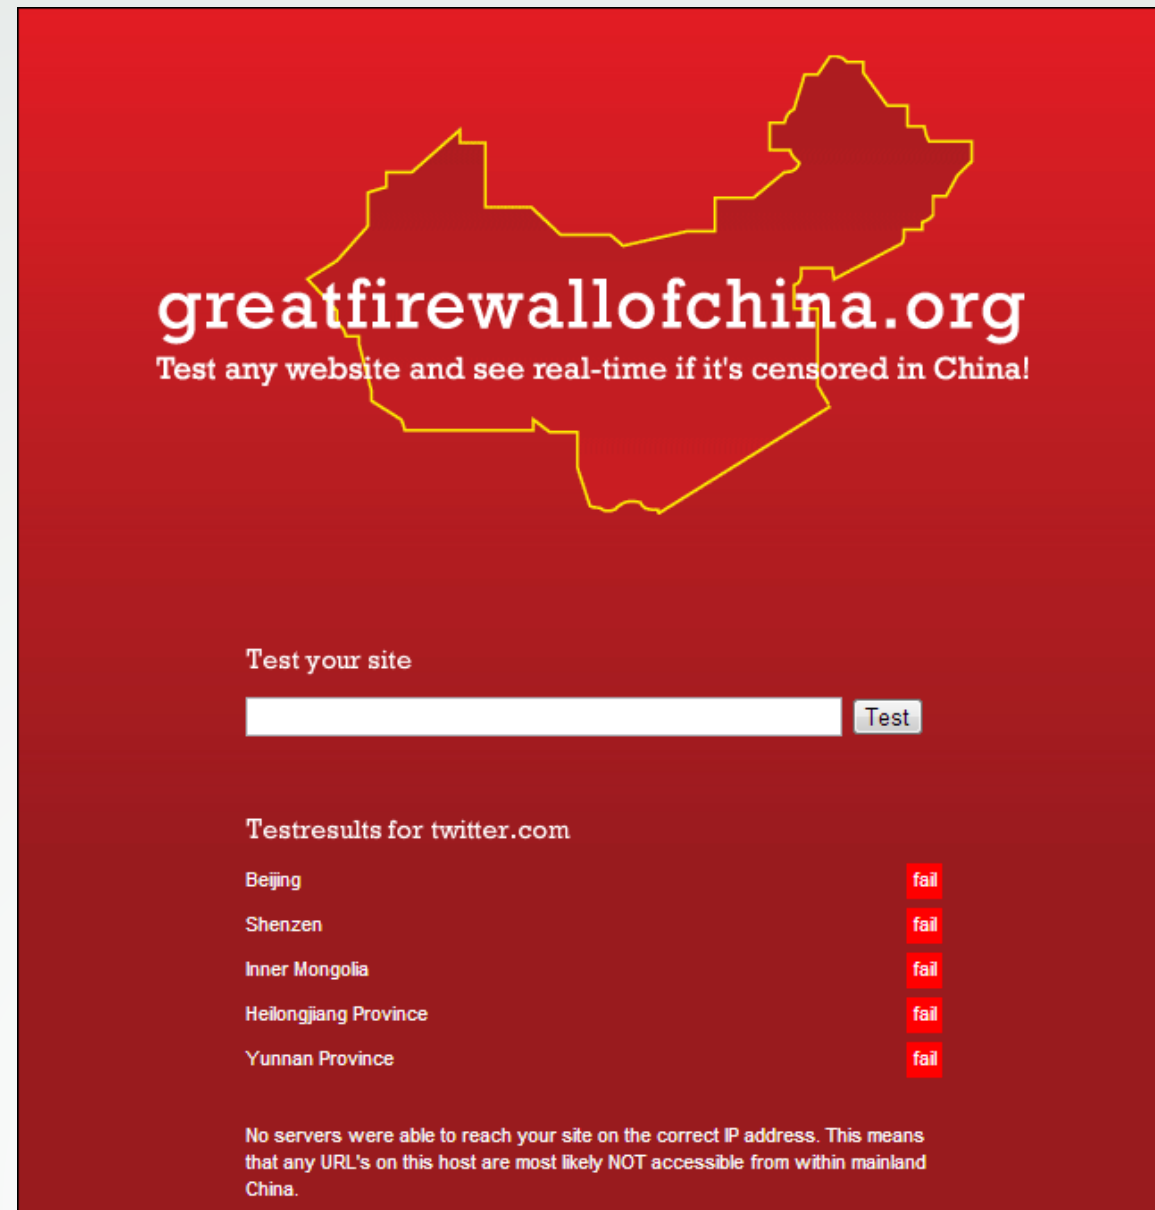 greatfirewallofchina.org
Test any website and see real-time if it's censored in China!
Test your site
Test
Testresults for twitter.com
Beijing fail
Shenzen fail
Inner Mongolia fail
Heilongjiang Province fail
Yunnan Province fail
No servers were able to reach your site on the correct IP address. This means
that any URL's on this host are most likely NOT accessible from within mainland
China.